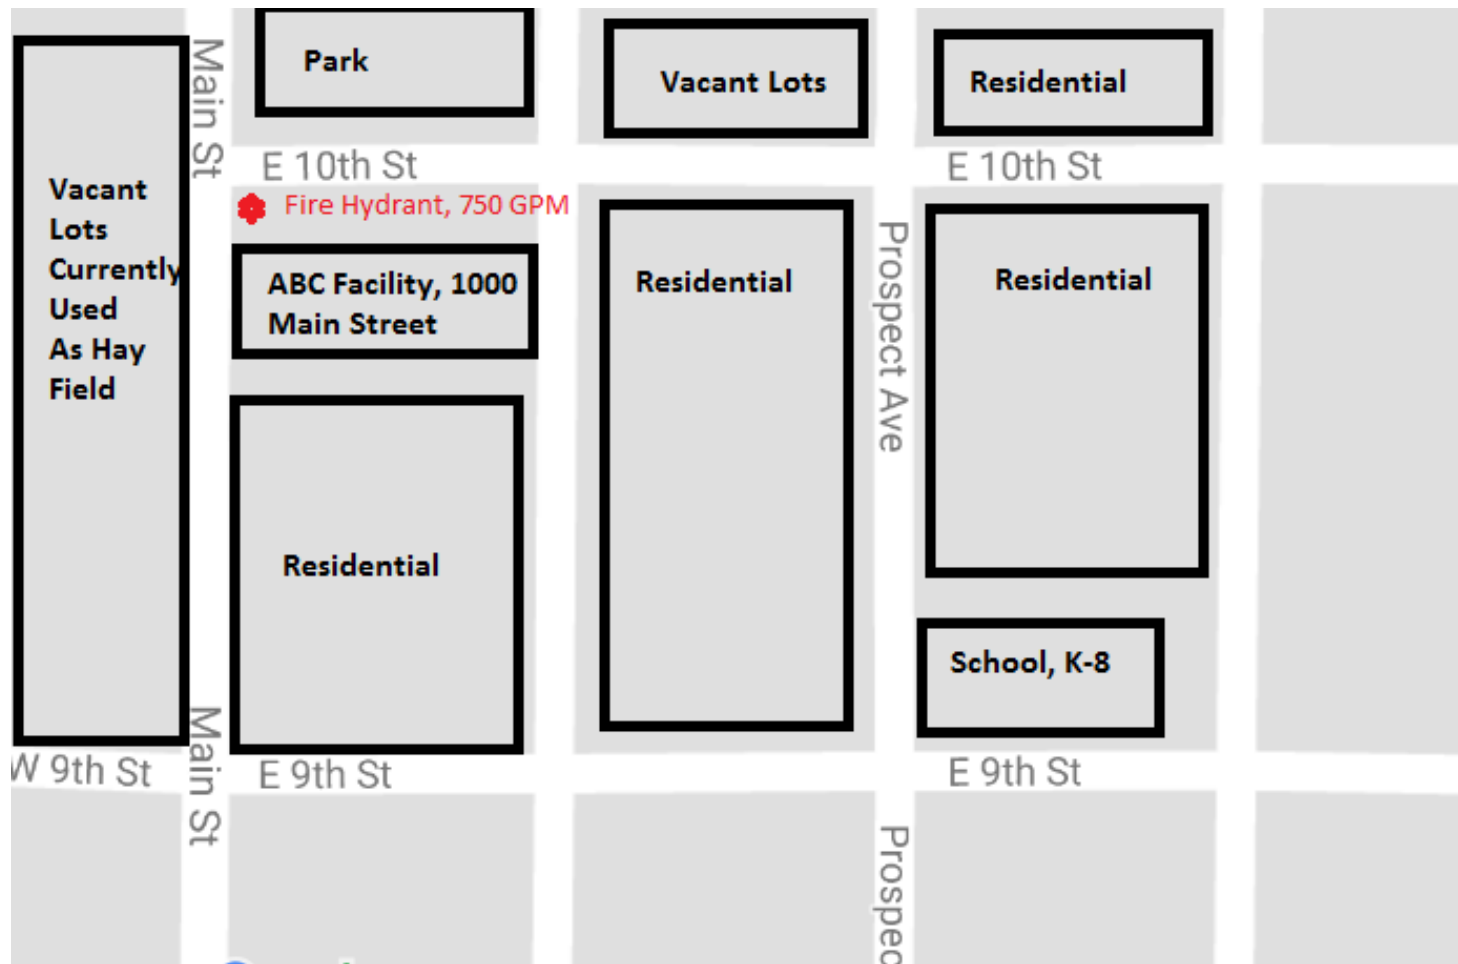 Park
Vacant Lots
Residential
Main St
E 10th St
E 10th St
Vacant
Lots
Currently
Used
As Hay
Field
Fire Hydrant, 750 GPM
ABC Facility, 1000
Main Street
Residential
Prospect Ave
Residential
Residential
School, K-8
W 9th St
Main St
E 9th St
E 9th St
Prospec